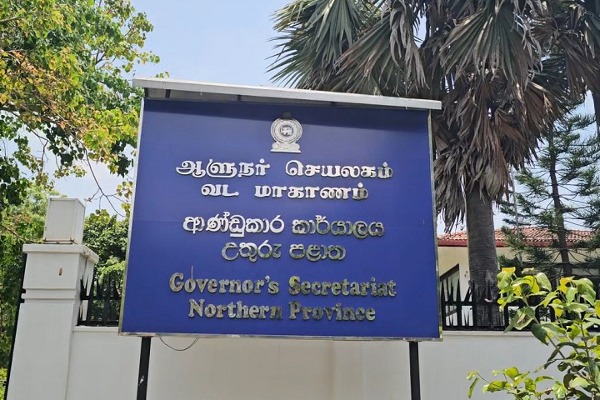 ஆளுநர் செயலகம்
வட மாகாணம்
ආණ්ඩුකාර කාර්යාලය
උතුරු පළාත
Governor's Secretariat
Northern Province